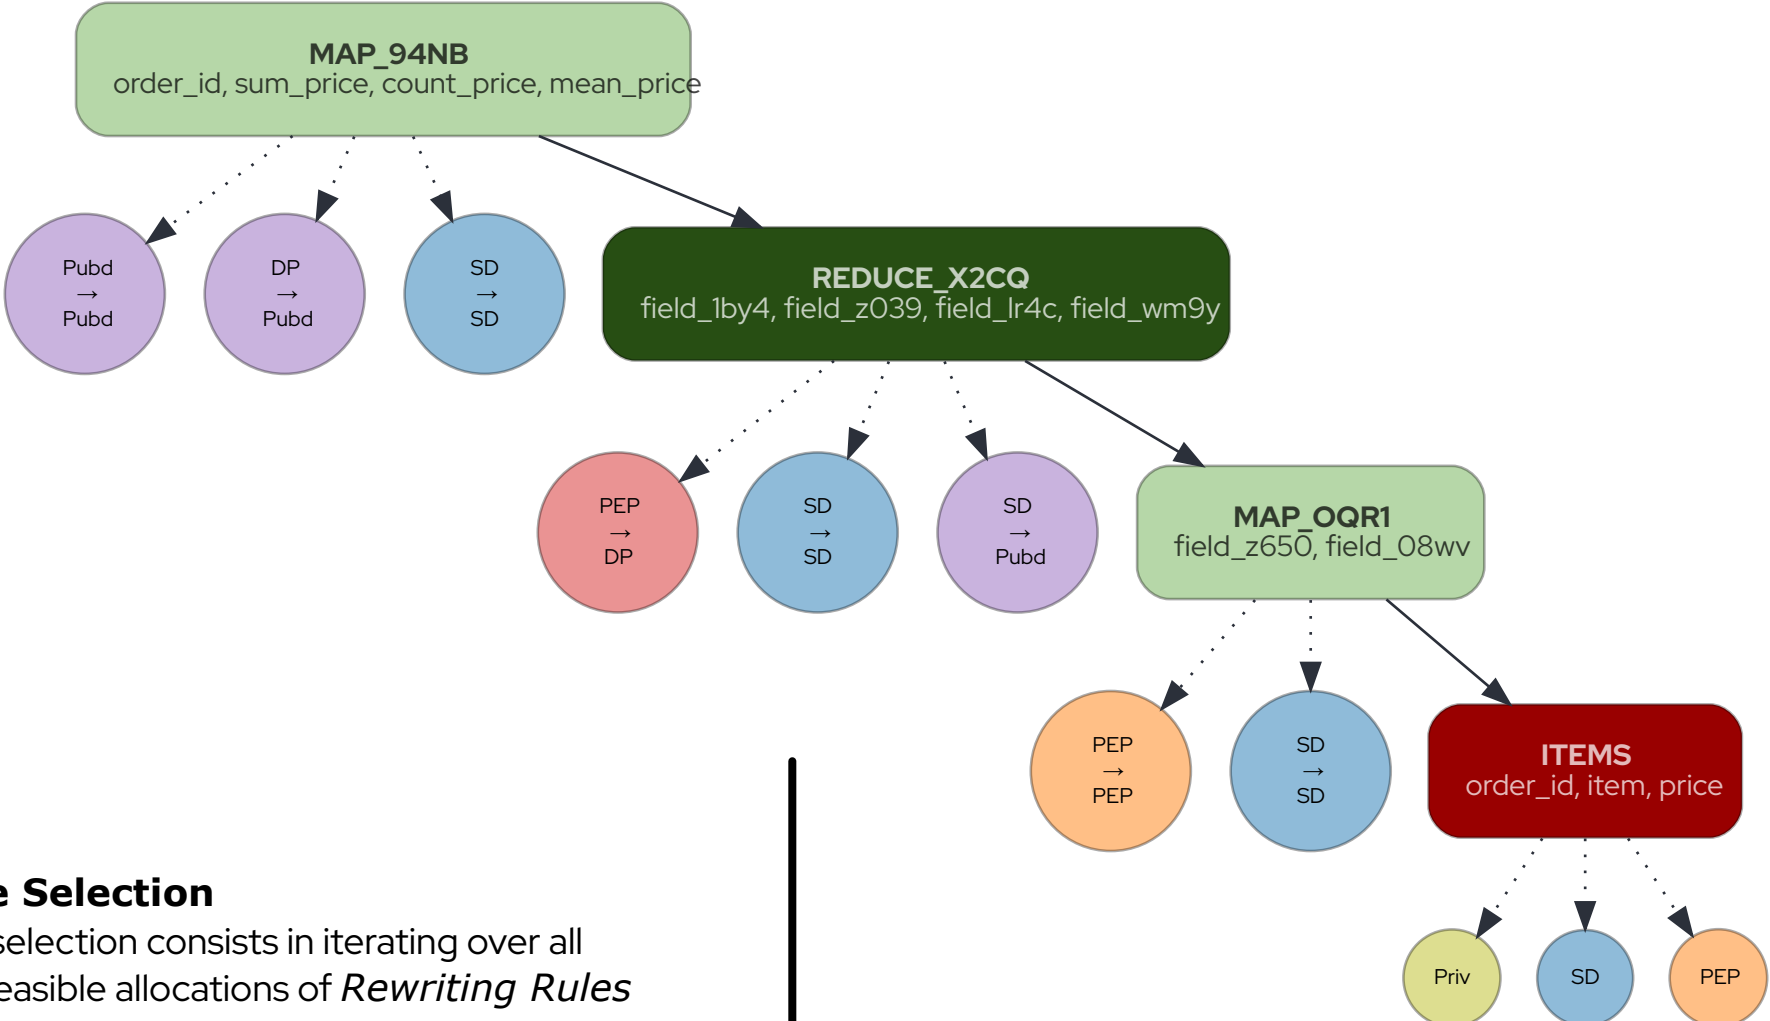 MAP_94NB
order_id, sum_price, count_price, mean_price
Pubd
→
Pubd
DP
→
Pubd
SD
→
SD
REDUCE_X2CQ
field_1by4, field_z039, field_lr4c, field_wm9y
PEP
→
DP
SD
→
SD
SD
→
Pubd
MAP_OQR1
field_z650, field_08wv
PEP
→
PEP
SD
→
SD
ITEMS
order_id, item, price
Priv
SD
PEP
e Selection
selection consists in iterating over all
easible allocations of Rewriting Rules